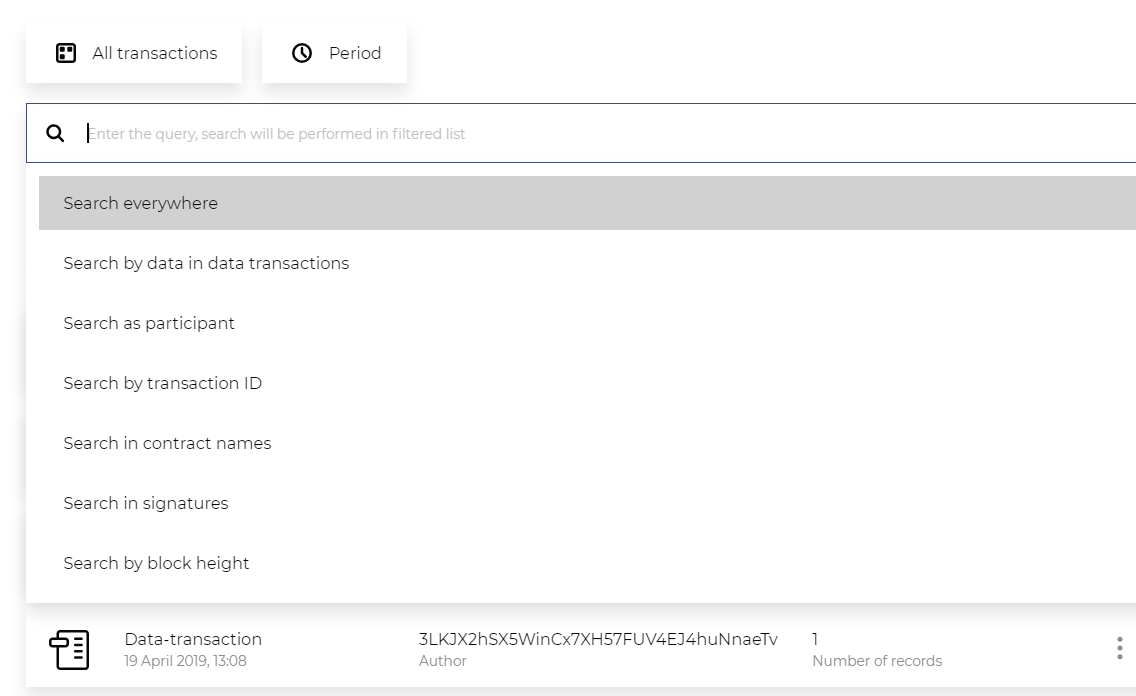 All transactions
Period
Enter the query, search will be performed in filtered list
Search everywhere
Search by data in data transactions
Search as participant
Search by transaction ID
Search in contract names
Search in signatures
Search by block height
Data-transaction
3LKJX2hSX5WinCx7XH57FUV4EJ4huNnaeTv
1
19 April 2019, 13:08
Author
Number of records